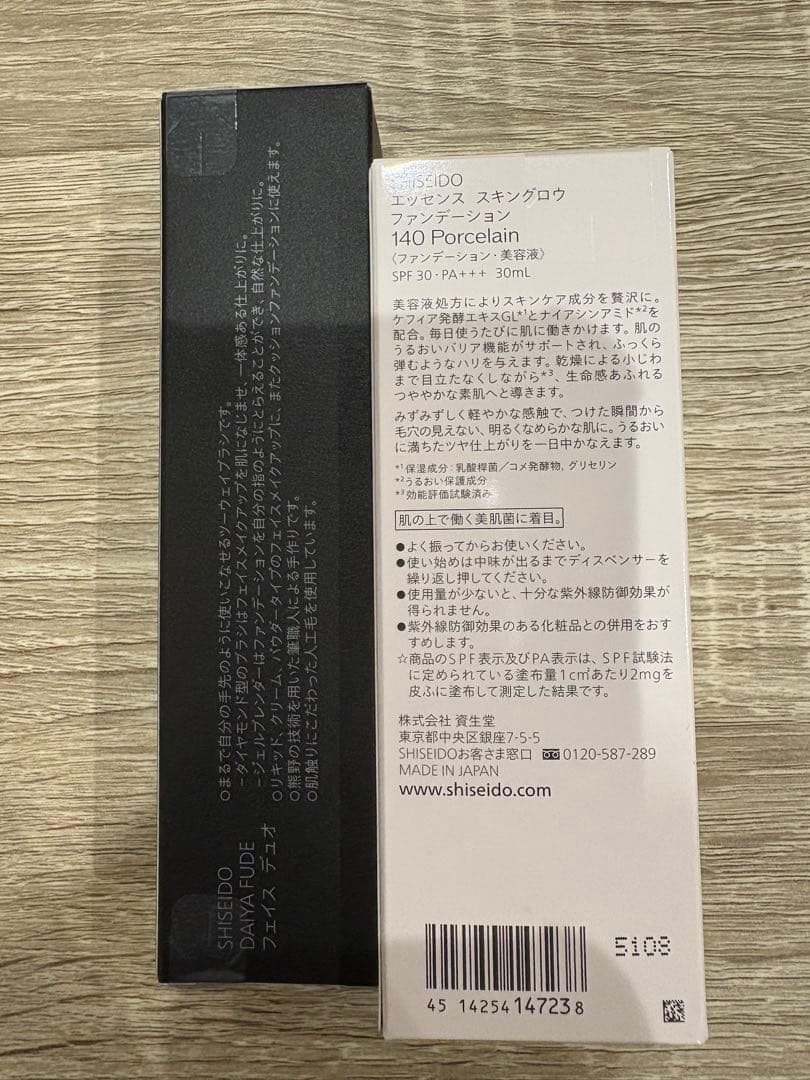 SHISEIDO
DAIYA FUDE
フェイス デュオ
○まるで自分の手先のように使いこなせるツーウェイブラシです。
−ダイヤモンド型のブラシはフェイスメイクアップを肌になじませ、一体感ある仕上がりに。
−ジェルブレンダーはファンデーションを自分の指のようにとらえることができ、自然な仕上がりに。
○リキッド、クリーム、パウダータイプのフェイスメイクアップに、またクッションファンデーションに使えます。
○熊野の技術を用いた筆職人による手作りです。
○肌触りにこだわった人工毛を使用しています。
SHISEIDO
エッセンス スキングロウ
ファンデーション
140 Porcelain
〈ファンデーション・美容液〉
SPF 30・PA+++ 30mL
美容液処方によりスキンケア成分を贅沢に。
ケフィア発酵エキスGL*1とナイアシンアミド*2を
配合。毎日使うたびに肌に働きかけます。肌の
うるおいバリア機能がサポートされ、ふっくら
弾むようなハリを与えます。乾燥による小じわ
まで目立たなくしながら*3、生命感あふれる
つややかな素肌へと導きます。
みずみずしく軽やかな感触で、つけた瞬間から
毛穴の見えない、明るくなめらかな肌に。うるおい
に満ちたツヤ仕上がりを一日中かなえます。
*1保湿成分：乳酸桿菌／コメ発酵物, グリセリン
*2うるおい保護成分
*3効能評価試験済み
肌の上で働く美肌菌に着目。
●よく振ってからお使いください。
●使い始めは中味が出るまでディスペンサーを
繰り返し押してください。
●使用量が少ないと、十分な紫外線防御効果が
得られません。
●紫外線防御効果のある化粧品との併用をおす
すめします。
☆商品のSPF表示及びPA表示は、SPF試験法
に定められている塗布量1c㎡あたり2mgを
皮ふに塗布して測定した結果です。
株式会社 資生堂
東京都中央区銀座7-5-5
SHISEIDOお客さま窓口 0120-587-289
MADE IN JAPAN
www.shiseido.com
5108
45 14254 14723 8